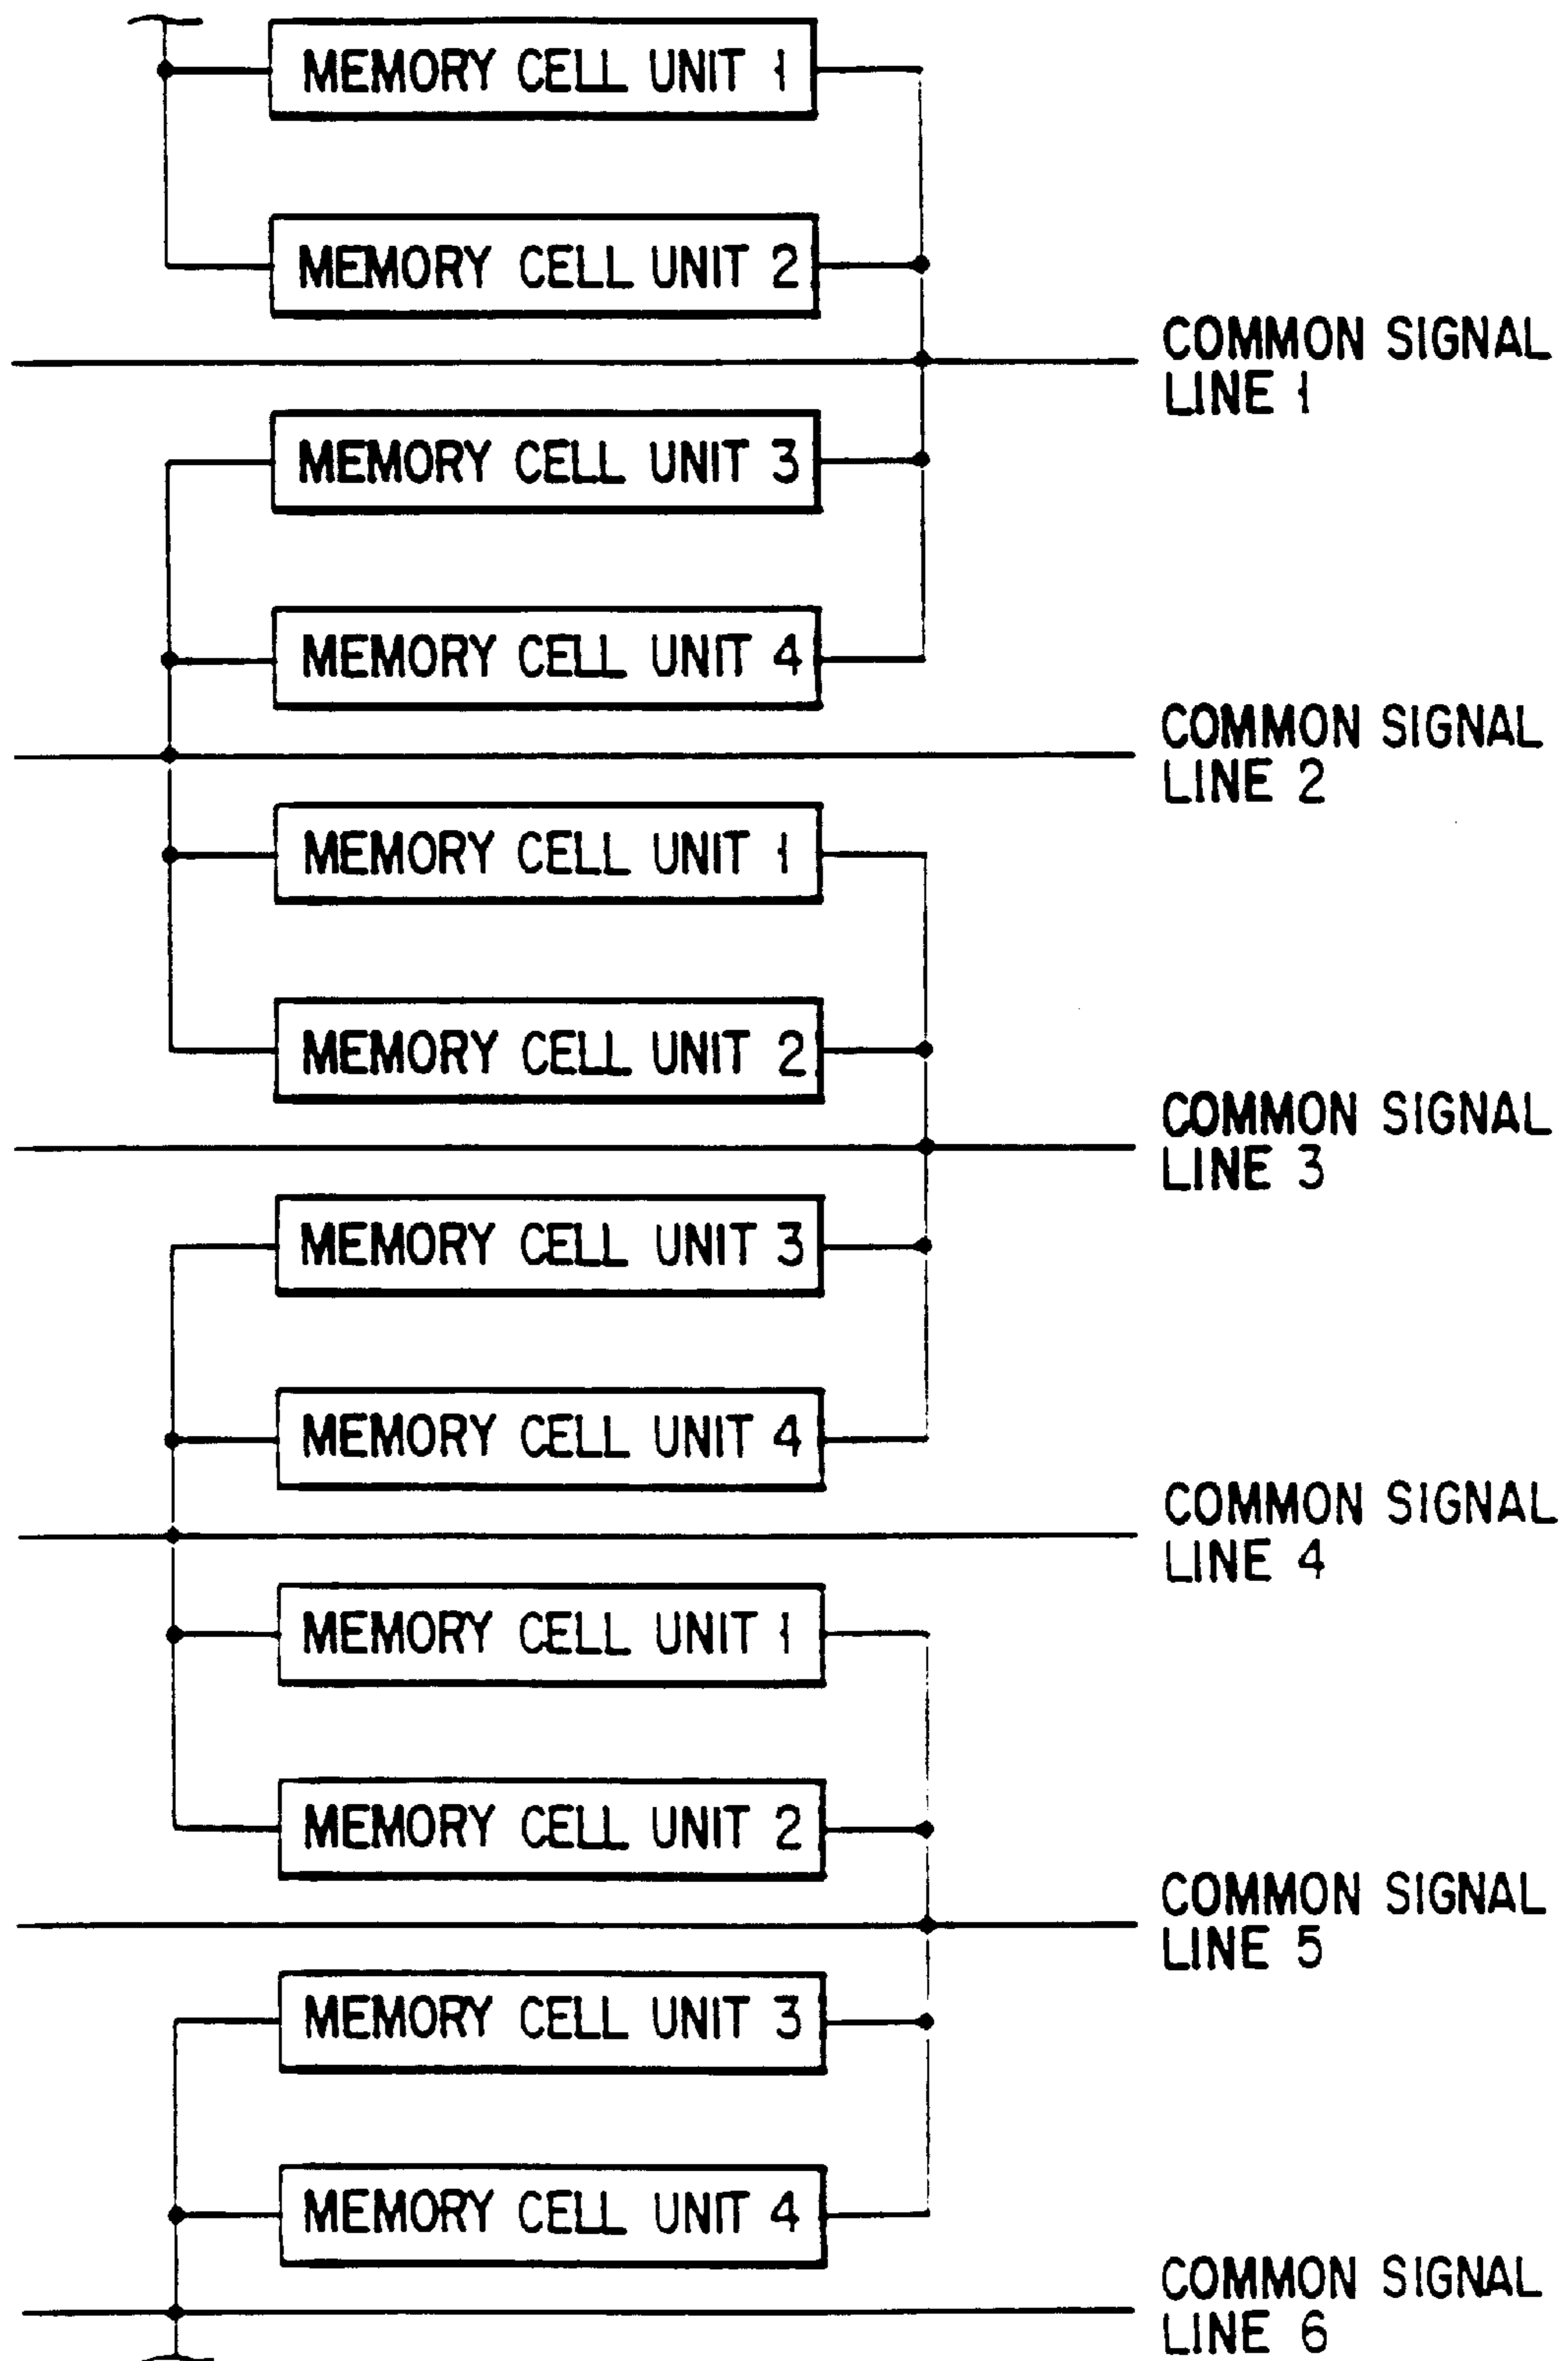 MEMORY CELL UNIT 1
MEMORY CELL UNIT 2
COMMON SIGNAL
LINE 1
MEMORY CELL UNIT 3
MEMORY CELL UNIT 4
COMMON SIGNAL
LINE 2
MEMORY CELL UNIT 1
MEMORY CELL UNIT 2
COMMON SIGNAL
LINE 3
MEMORY CELL UNIT 3
MEMORY CELL UNIT 4
COMMON SIGNAL
LINE 4
MEMORY CELL UNIT 1
MEMORY CELL UNIT 2
COMMON SIGNAL
LINE 5
MEMORY CELL UNIT 3
MEMORY CELL UNIT 4
COMMON SIGNAL
LINE 6